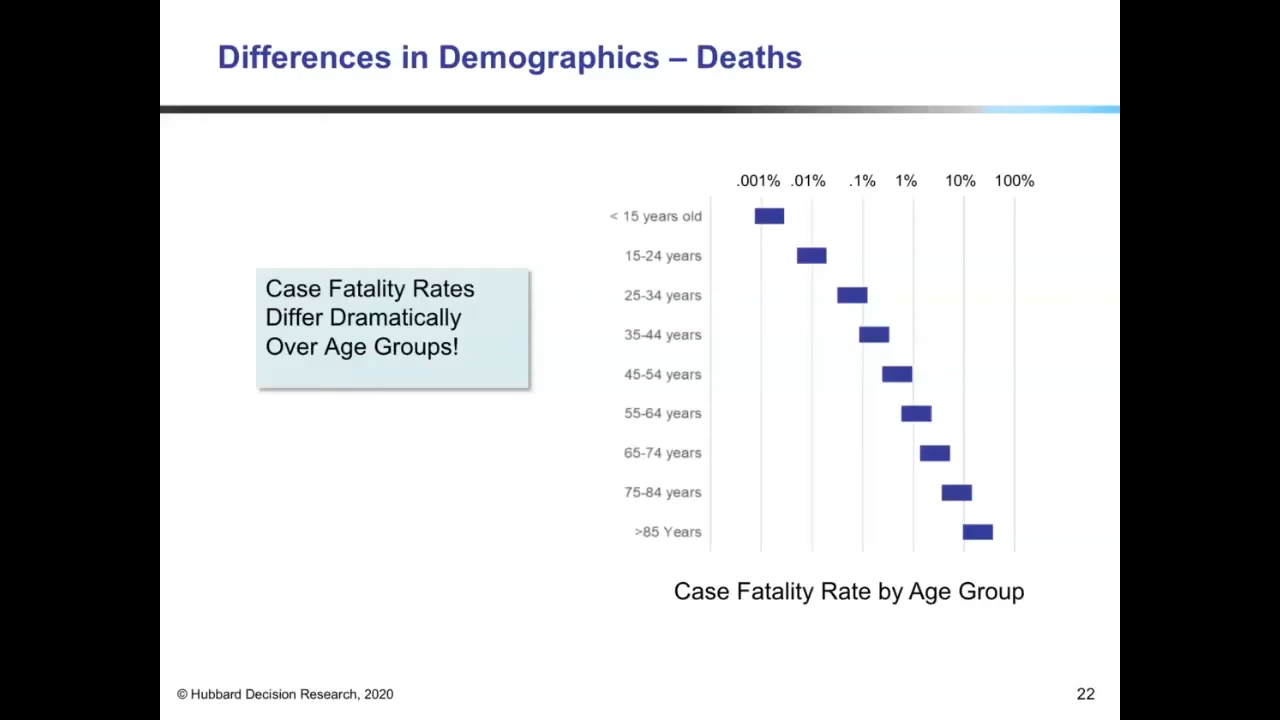 Differences in Demographics – Deaths
Case Fatality Rates
Differ Dramatically
Over Age Groups!
.001% .01% .1% 1% 10% 100%
< 15 years old
15-24 years
25-34 years
35-44 years
45-54 years
55-64 years
65-74 years
75-84 years
>85 Years
Case Fatality Rate by Age Group
© Hubbard Decision Research, 2020
22